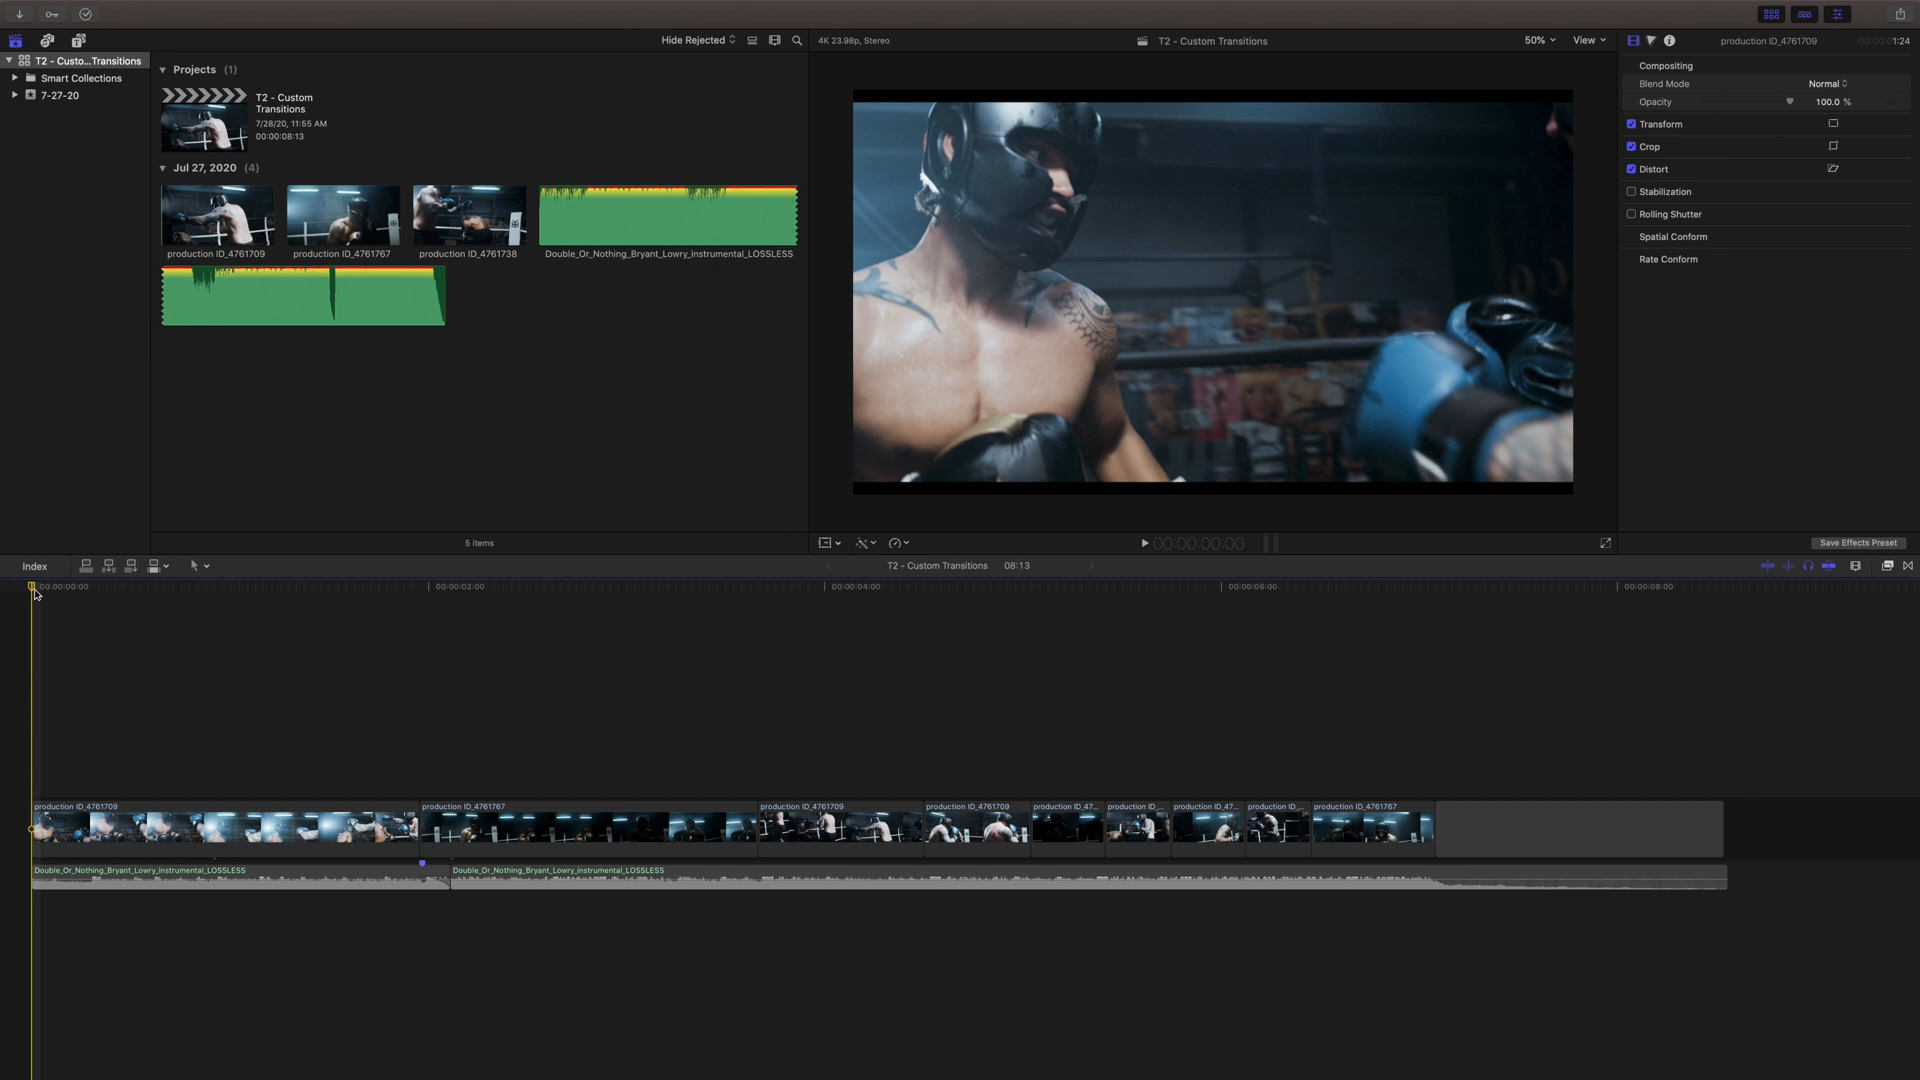 Hide Rejected
4K 23.98p, Stereo
T2 - Custom Transitions
50%
View
production ID_4761709
00:00:01:24
T2 - Custo...Transitions
Smart Collections
7-27-20
Projects (1)
T2 - Custom
Transitions
7/28/20, 11:55 AM
00:00:08:13
Jul 27, 2020 (4)
production ID_4761709
production ID_4761767
production ID_4761738
Double_Or_Nothing_Bryant_Lowry_instrumental_LOSSLESS
5 items
00:00:00:00
Compositing
Blend Mode
Normal
Opacity
100.0 %
Transform
Crop
Distort
Stabilization
Rolling Shutter
Spatial Conform
Rate Conform
Save Effects Preset
Index
T2 - Custom Transitions
08:13
00:00:00:00
00:00:02:00
00:00:04:00
00:00:06:00
00:00:08:00
production ID_4761709
production ID_4761767
production ID_4761709
production ID_4761709
production ID_47...
production ID_...
production ID_47...
production ID_...
production ID_4761767
Double_Or_Nothing_Bryant_Lowry_instrumental_LOSSLESS
Double_Or_Nothing_Bryant_Lowry_instrumental_LOSSLESS